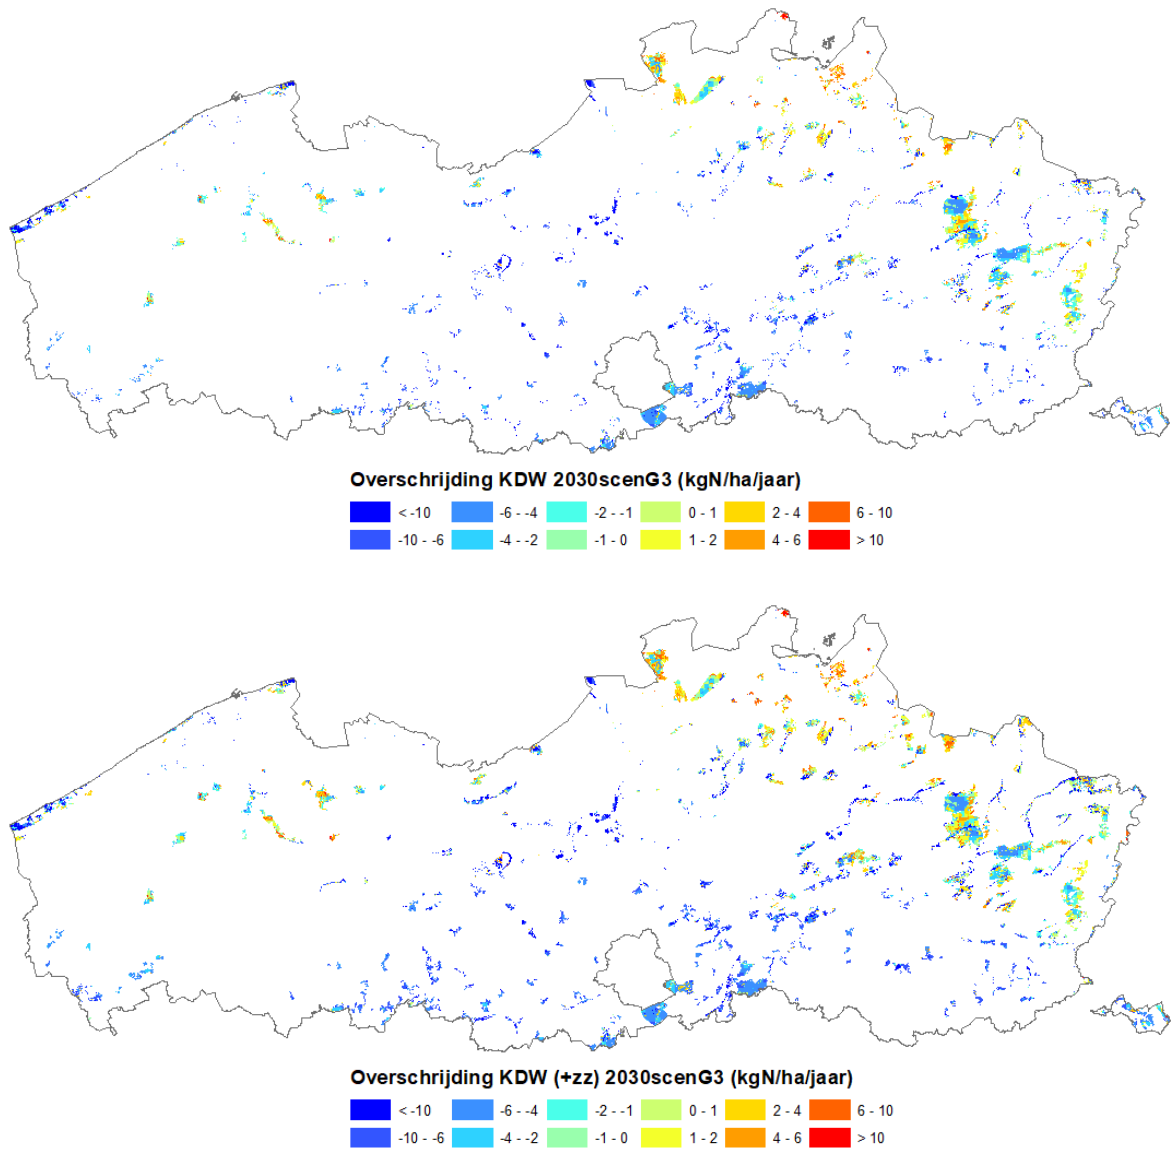 Overschrijding KDW 2030scenG3 (kgN/ha/jaar)
< -10 -6 - -4 -2 - -1 0 - 1 2 - 4 6 - 10
-10 - -6 -4 - -2 -1 - 0 1 - 2 4 - 6 > 10
Overschrijding KDW (+zz) 2030scenG3 (kgN/ha/jaar)
< -10 -6 - -4 -2 - -1 0 - 1 2 - 4 6 - 10
-10 - -6 -4 - -2 -1 - 0 1 - 2 4 - 6 > 10